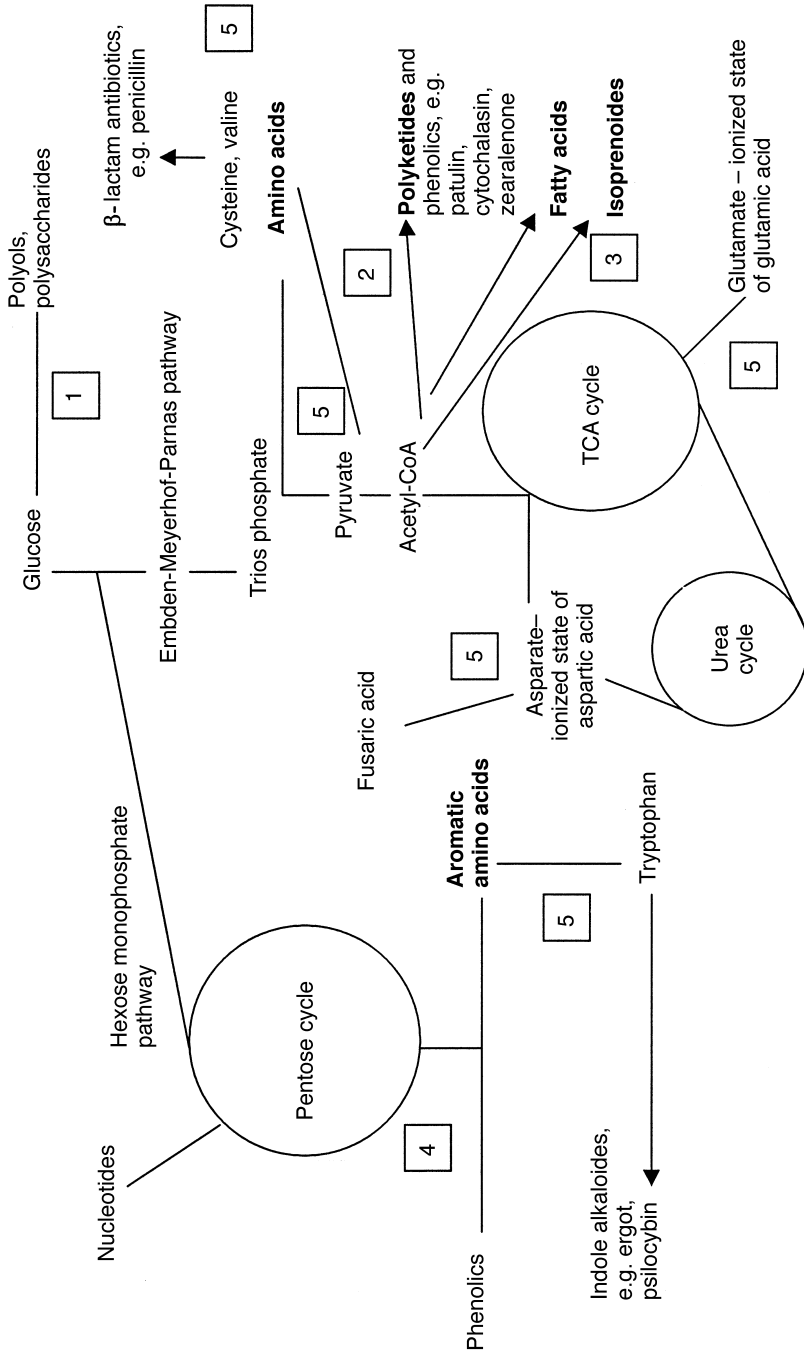 Glucose
Polyols,
polysaccharides
1
Hexose monophosphate
pathway
Embden-Meyerhof-Parnas pathway
Trios phosphate
β-lactam antibiotics,
e.g. penicillin
5
Cysteine, valine
Amino acids
Nucleotides
Pentose cycle
4
Phenolics
Aromatic
amino acids
5
Tryptophan
Indole alkaloides,
e.g. ergot,
psilocybin
Fusaric acid
5
Asparate–
ionized state of
aspartic acid
Pyruvate
5
Acetyl-CoA
2
Polyketides and
phenolics, e.g.
patulin,
cytochalasin,
zearalenone
Fatty acids
Isoprenoides
3
TCA cycle
Urea
cycle
5
Glutamate – ionized state
of glutamic acid